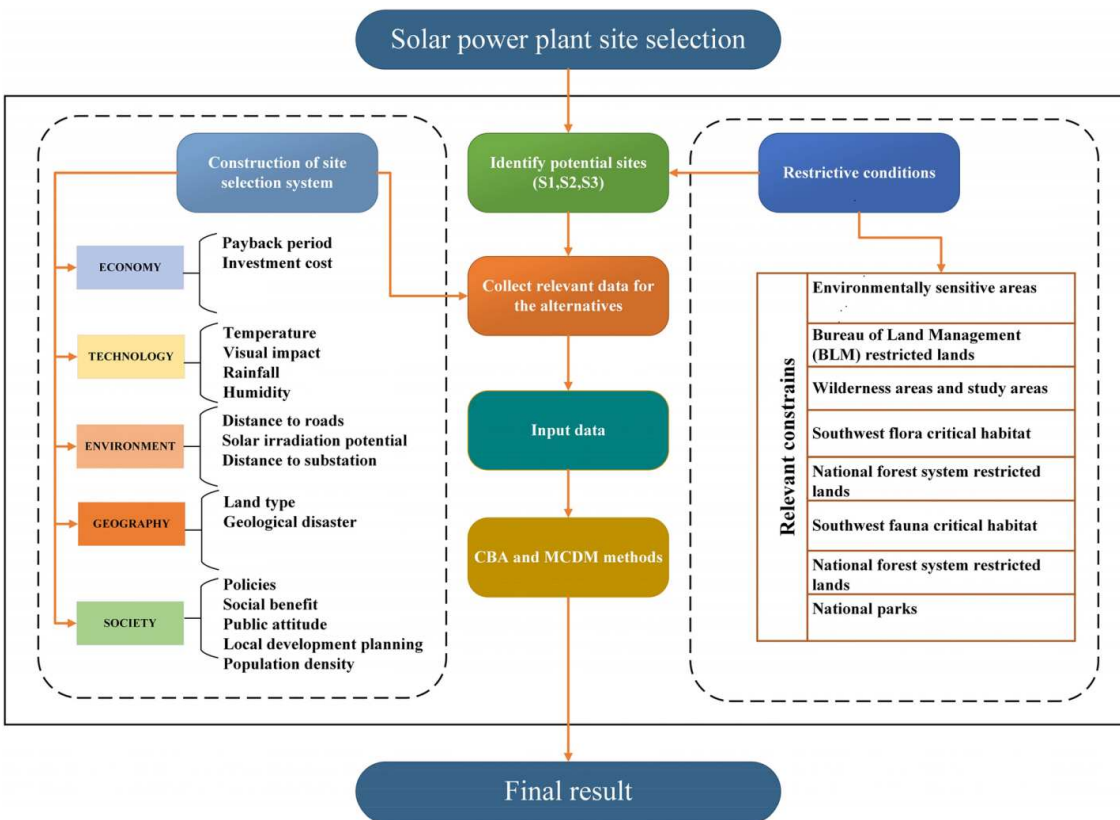 Solar power plant site selection
Construction of site
selection system
ECONOMY
Payback period
Investment cost
TECHNOLOGY
Temperature
Visual impact
Rainfall
Humidity
ENVIRONMENT
Distance to roads
Solar irradiation potential
Distance to substation
GEOGRAPHY
Land type
Geological disaster
SOCIETY
Policies
Social benefit
Public attitude
Local development planning
Population density
Identify potential sites
(S1,S2,S3)
Collect relevant data for
the alternatives
Input data
CBA and MCDM methods
Restrictive conditions
Relevant constrains
Environmentally sensitive areas
Bureau of Land Management
(BLM) restricted lands
Wilderness areas and study areas
Southwest flora critical habitat
National forest system restricted
lands
Southwest fauna critical habitat
National forest system restricted
lands
National parks
Final result